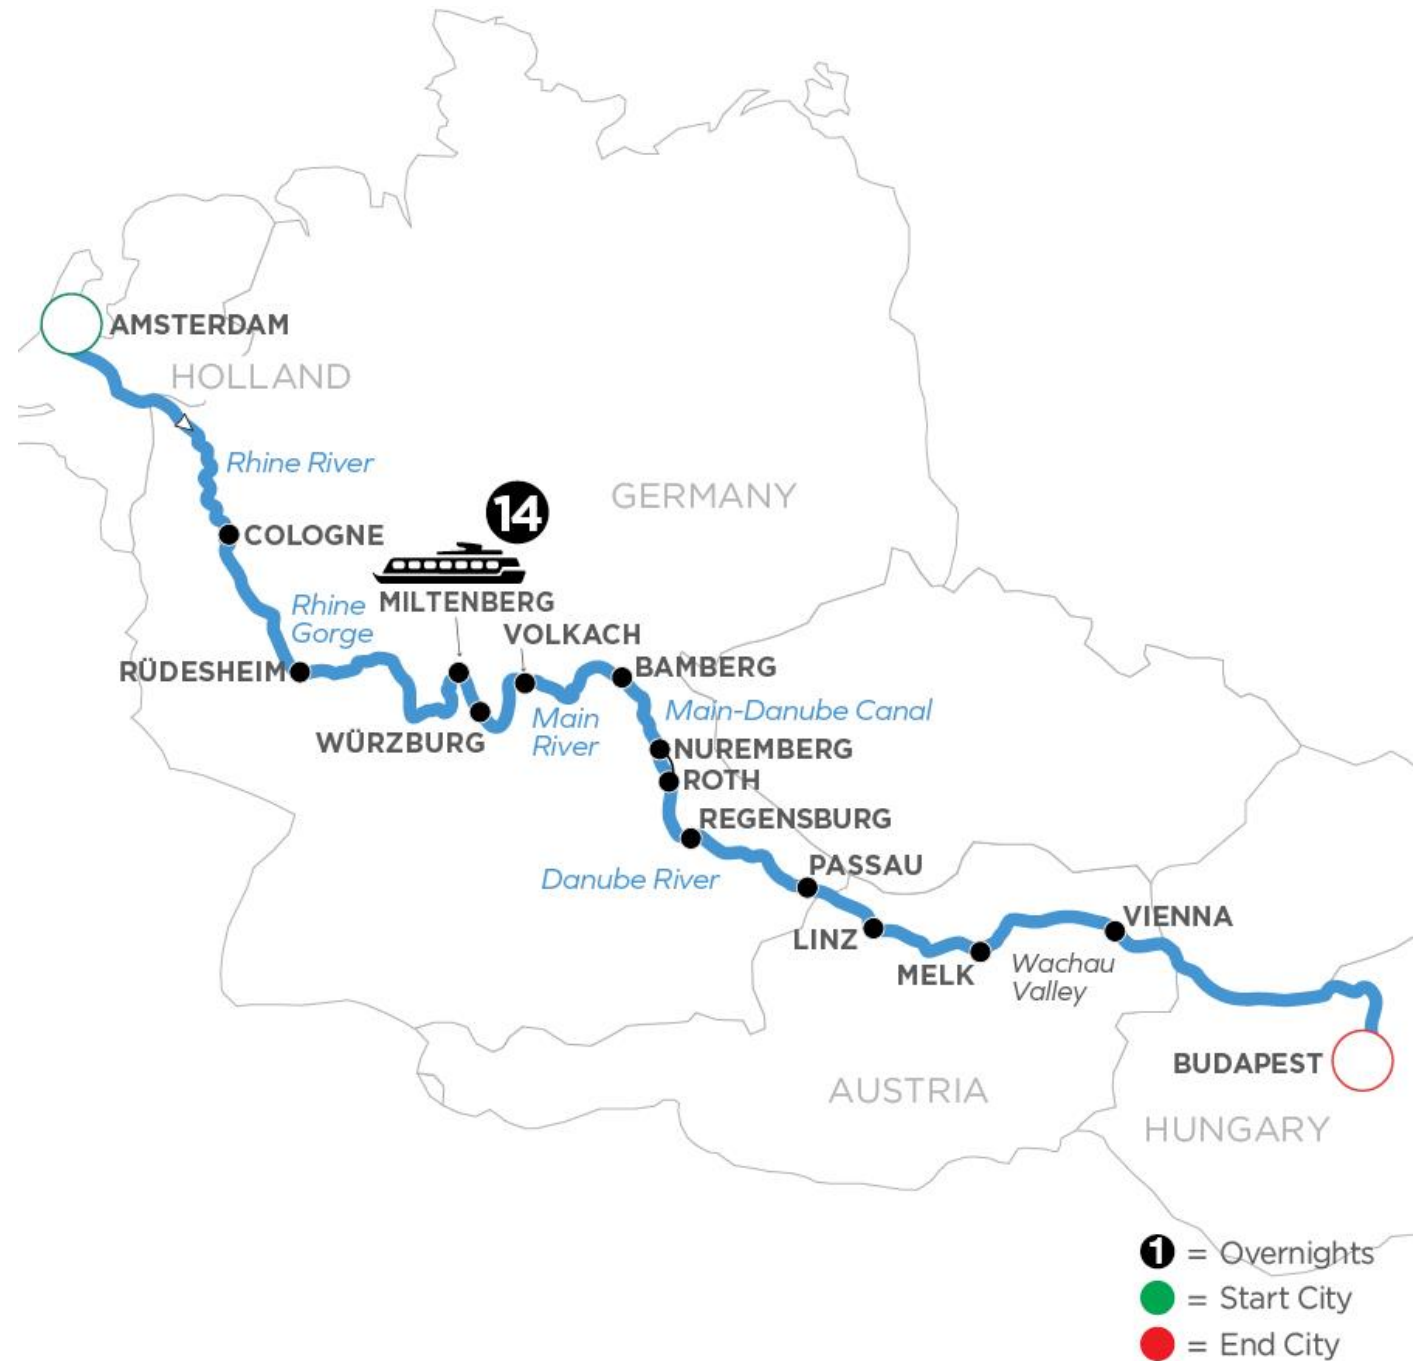 AMSTERDAM
HOLLAND
Rhine River
GERMANY
14
COLOGNE
MILTENBERG
Rhine
Gorge
VOLKACH
RÜDESHEIM
BAMBERG
Main-Danube Canal
Main
River
WÜRZBURG
NUREMBERG
ROTH
REGENSBURG
PASSAU
Danube River
VIENNA
LINZ
MELK
Wachau
Valley
BUDAPEST
AUSTRIA
HUNGARY
1 = Overnights
= Start City
= End City